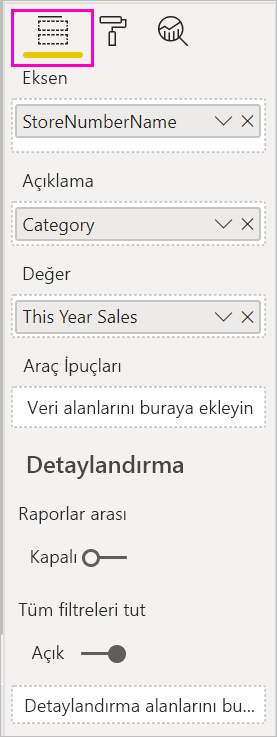 Eksen
StoreNumberName
Açıklama
Category
Değer
This Year Sales
Araç İpuçları
Veri alanlarını buraya ekleyin
Detaylandırma
Raporlar arası
Kapalı
Tüm filtreleri tut
Açık
Detaylandırma alanlarını bu...